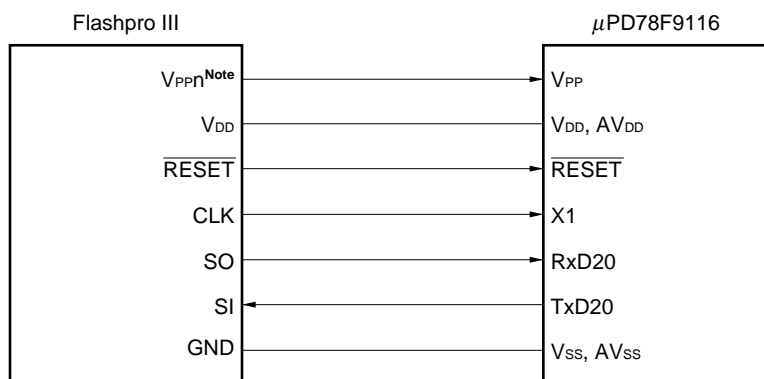 Flashpro III μPD78F9116
VPPnNote VPP
VDD VDD, AVDD
RESET RESET
CLK X1
SO RxD20
SI TxD20
GND VSS, AVSS